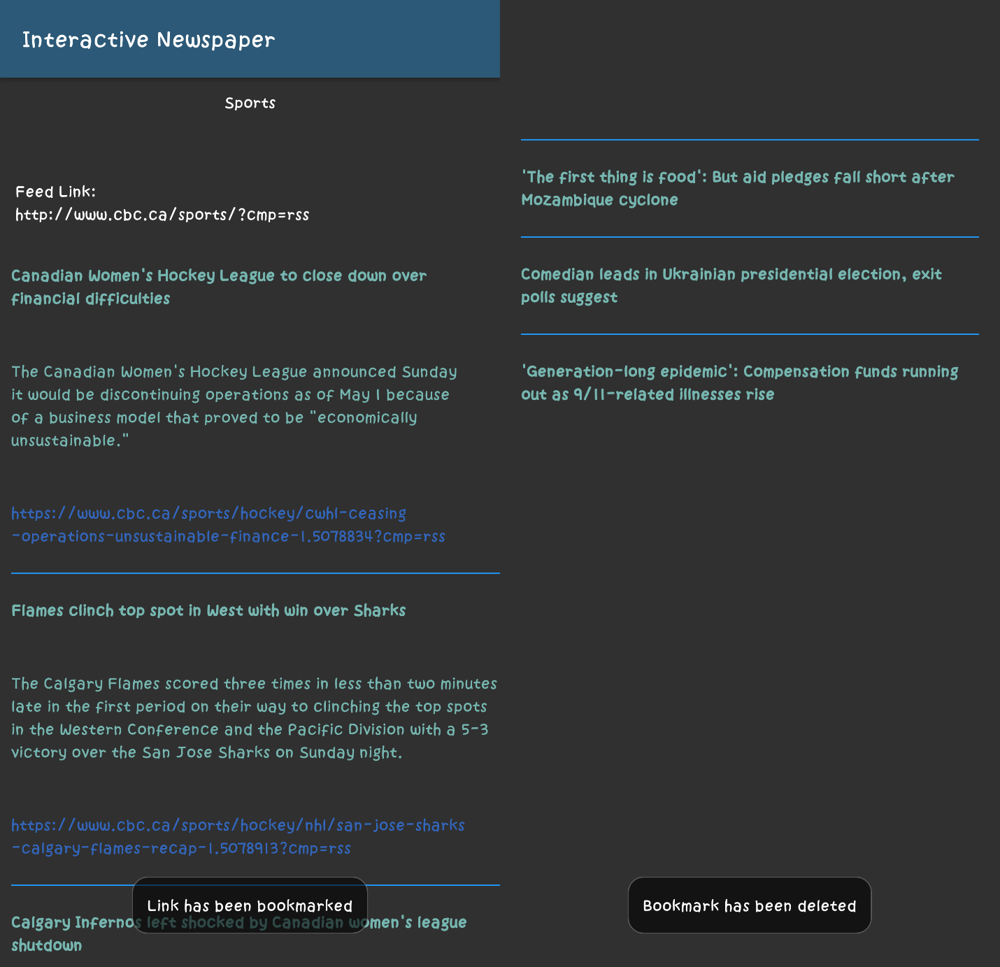 Interactive Newspaper
Sports
Feed Link:
http://www.cbc.ca/sports/?cmp=rss
Canadian Women's Hockey League to close down over
financial difficulties
The Canadian Women's Hockey League announced Sunday
it would be discontinuing operations as of May 1 because
of a business model that proved to be "economically
unsustainable."
https://www.cbc.ca/sports/hockey/cwhl-ceasing
-operations-unsustainable-finance-1.5078834?cmp=rss
Flames clinch top spot in West with win over Sharks
The Calgary Flames scored three times in less than two minutes
late in the first period on their way to clinching the top spots
in the Western Conference and the Pacific Division with a 5-3
victory over the San Jose Sharks on Sunday night.
https://www.cbc.ca/sports/hockey/nhl/san-jose-sharks
-calgary-flames-recap-1.5078913?cmp=rss
Link has been bookmarked
Calgary Infernos left shocked by Canadian women's league
shutdown
'The first thing is food': But aid pledges fall short after
Mozambique cyclone
Comedian leads in Ukrainian presidential election, exit
polls suggest
'Generation-long epidemic': Compensation funds running
out as 9/11-related illnesses rise
Bookmark has been deleted